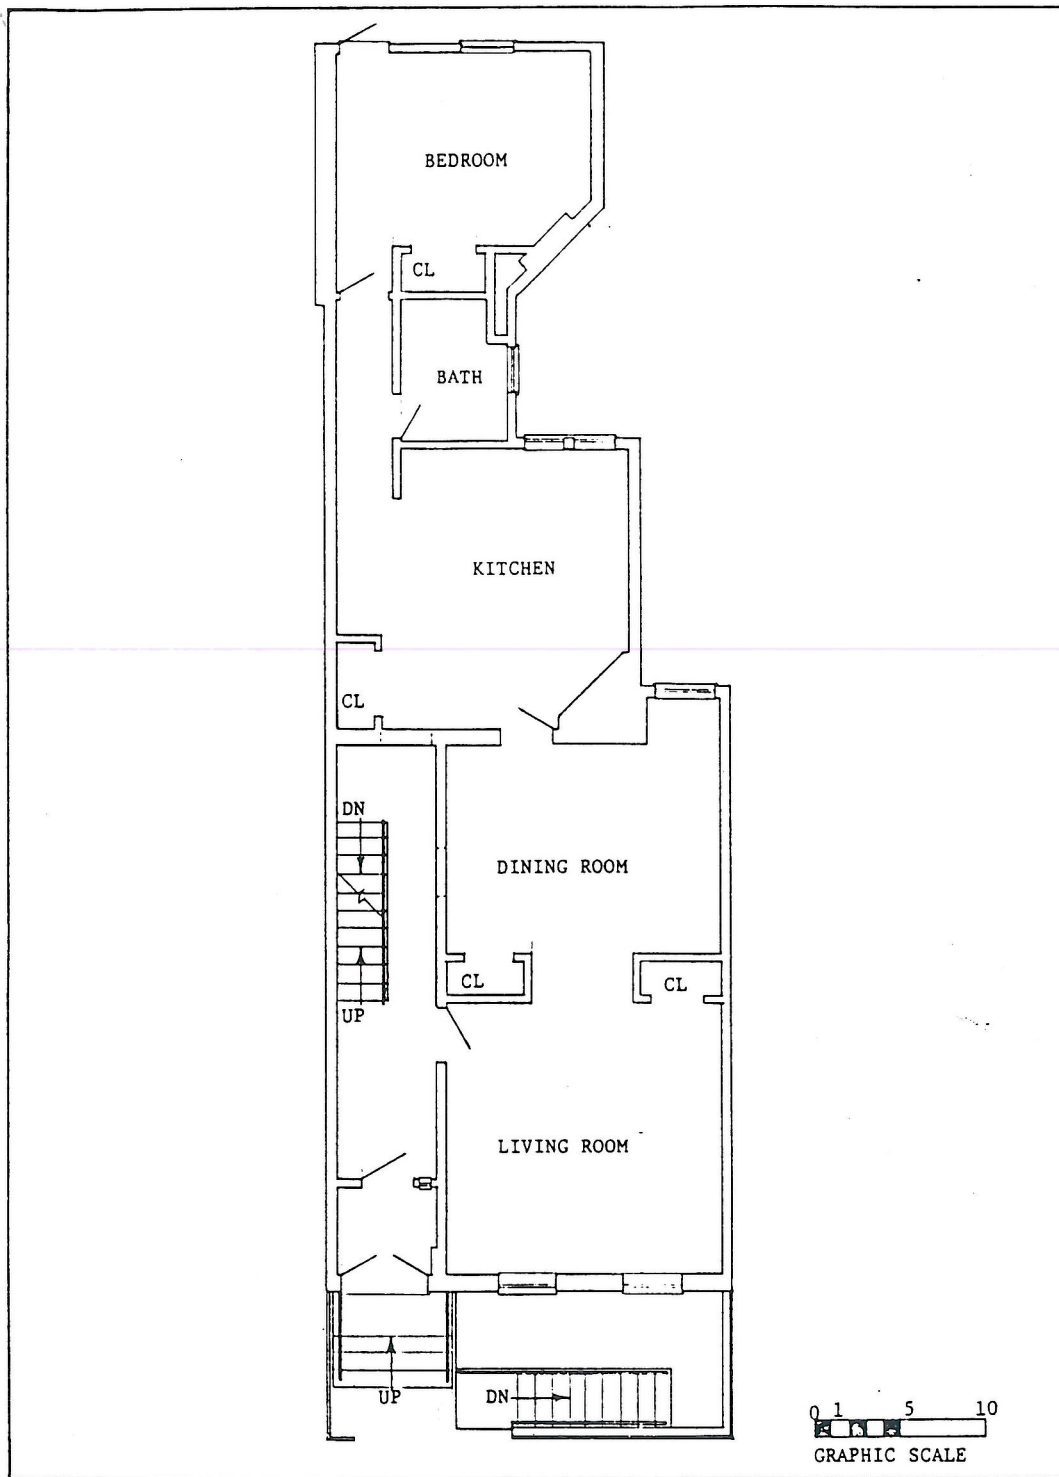 BEDROOM
CL
BATH
KITCHEN
CL
DN
DINING ROOM
CL
CL
UP
LIVING ROOM
UP
DN
0 1 5 10
GRAPHIC SCALE